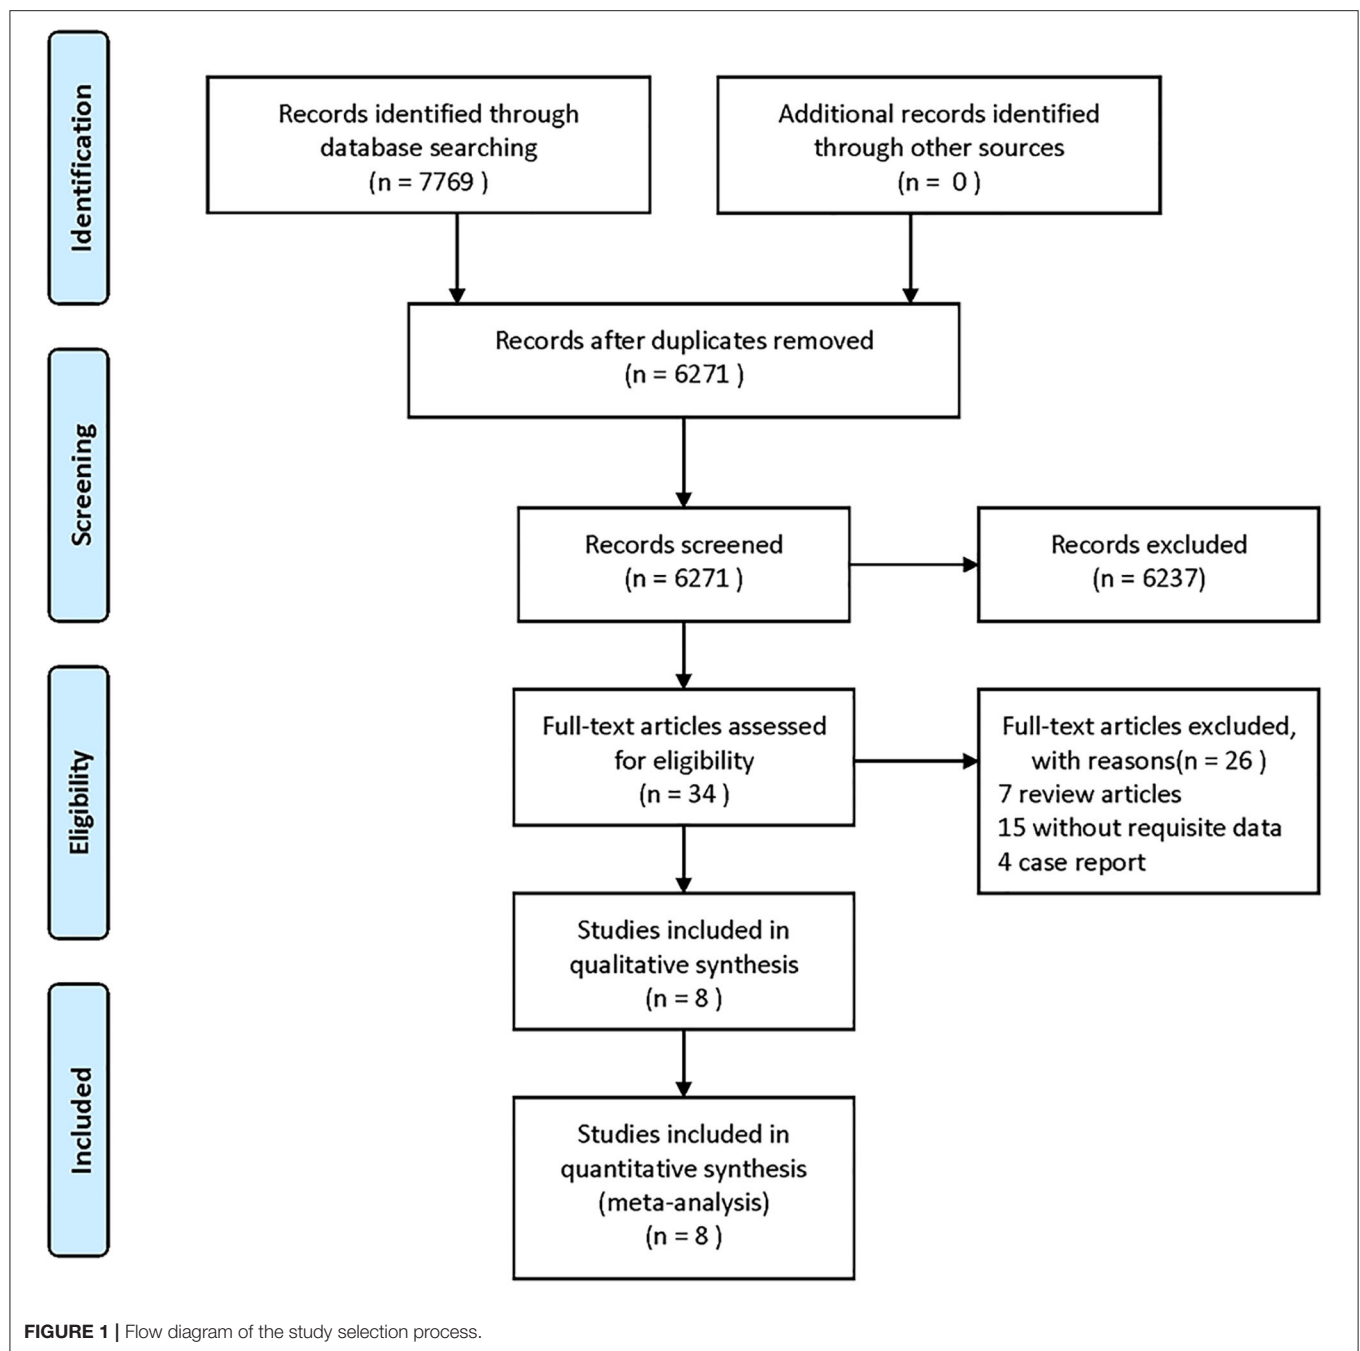 Identification
Records identified through
database searching
(n = 7769 )
Additional records identified
through other sources
(n =  0 )
Records after duplicates removed
(n = 6271 )
Screening
Records screened
(n = 6271 )
Records excluded
(n = 6237)
Eligibility
Full-text articles assessed
for eligibility
(n = 34 )
Full-text articles excluded,
with reasons(n = 26 )
7 review articles
15 without requisite data
4 case report
Studies included in
qualitative synthesis
(n = 8 )
Included
Studies included in
quantitative synthesis
(meta-analysis)
(n = 8 )
FIGURE 1 | Flow diagram of the study selection process.